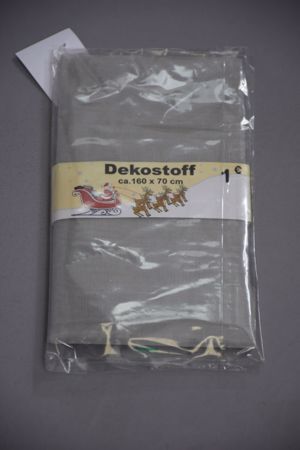 Dekostoff
ca.160 x 70 cm
1 €